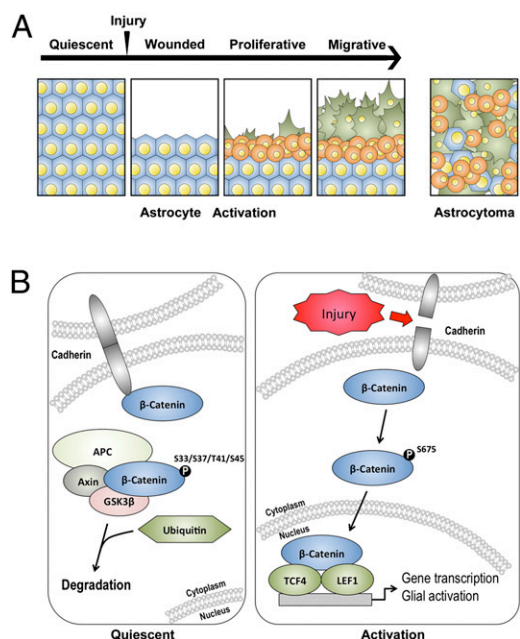 A
Injury
Quiescent Wounded Proliferative Migrative
Astrocyte Activation Astrocytoma
B
Cadherin
β-Catenin
APC
S33/S37/T41/S45
P
Axin
β-Catenin
GSK3β
Ubiquitin
Degradation
Cytoplasm
Nucleus
Quiescent
Injury
Cadherin
β-Catenin
S675
P
β-Catenin
Cytoplasm
Nucleus
β-Catenin
TCF4 LEF1
Gene transcription
Glial activation
Activation